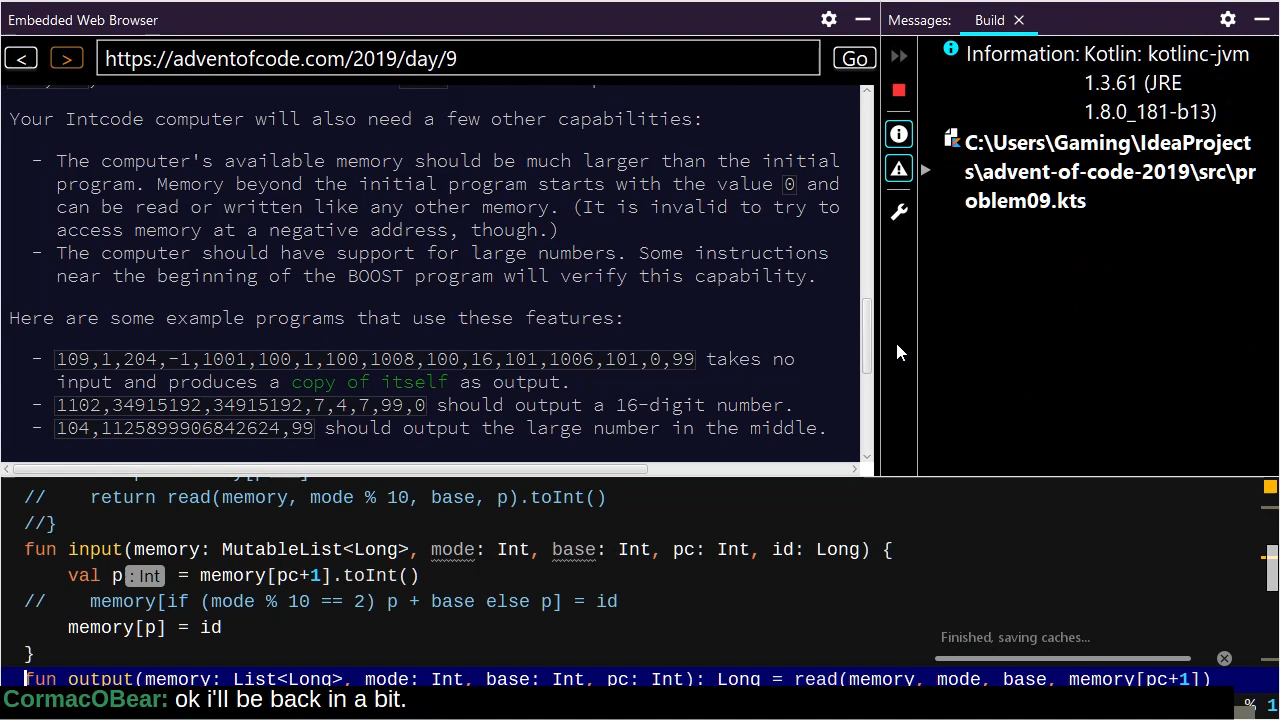 Embedded Web Browser
Messages: Build
< > https://adventofcode.com/2019/day/9 Go
Your Intcode computer will also need a few other capabilities:
- The computer's available memory should be much larger than the initial
program. Memory beyond the initial program starts with the value 0 and
can be read or written like any other memory. (It is invalid to try to
access memory at a negative address, though.)
- The computer should have support for large numbers. Some instructions
near the beginning of the BOOST program will verify this capability.
Here are some example programs that use these features:
- 109,1,204,-1,1001,100,1,100,1008,100,16,101,1006,101,0,99 takes no
input and produces a copy of itself as output.
- 1102,34915192,34915192,7,4,7,99,0 should output a 16-digit number.
- 104,1125899906842624,99 should output the large number in the middle.
Information: Kotlin: kotlinc-jvm
1.3.61 (JRE
1.8.0_181-b13)
C:\Users\Gaming\IdeaProject
s\advent-of-code-2019\src\pr
oblem09.kts
//    return read(memory, mode % 10, base, p).toInt()
//}
fun input(memory: MutableList<Long>, mode: Int, base: Int, pc: Int, id: Long) {
val p : Int = memory[pc+1].toInt()
//    memory[if (mode % 10 == 2) p + base else p] = id
memory[p] = id
}
fun output(memory: List<Long>, mode: Int, base: Int, pc: Int): Long = read(memory, mode, base, memory[pc+1])
Finished, saving caches...
CormacOBear: ok i'll be back in a bit.
% 1